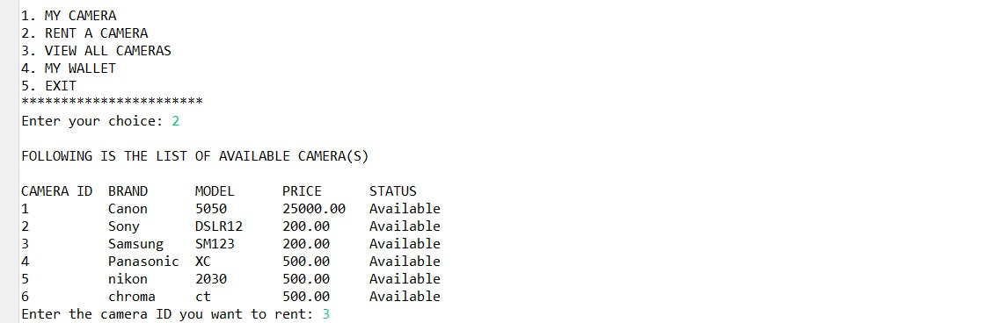 1. MY CAMERA
2. RENT A CAMERA
3. VIEW ALL CAMERAS
4. MY WALLET
5. EXIT
***********************
Enter your choice: 2
FOLLOWING IS THE LIST OF AVAILABLE CAMERA(S)
CAMERA ID  BRAND      MODEL      PRICE      STATUS
1          Canon      5050       25000.00   Available
2          Sony       DSLR12     200.00     Available
3          Samsung    SM123      200.00     Available
4          Panasonic  XC         500.00     Available
5          nikon      2030       500.00     Available
6          chroma     ct         500.00     Available
Enter the camera ID you want to rent: 3